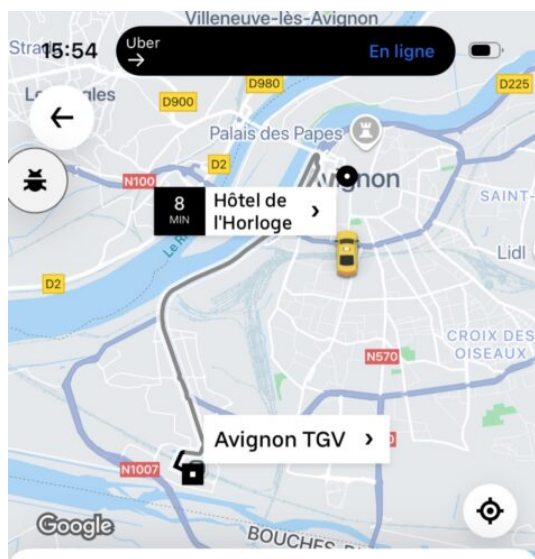 Villeneuve-lès-Avignon
15:54
Uber
→
En ligne
D980
D225
D900
Palais des Papes
D2
N100
Avignon
8
MIN
Hôtel de
l'Horloge
SAINT-
Lidl
D2
CROIX DES
OISEAUX
N570
Avignon TGV
N1007
Google